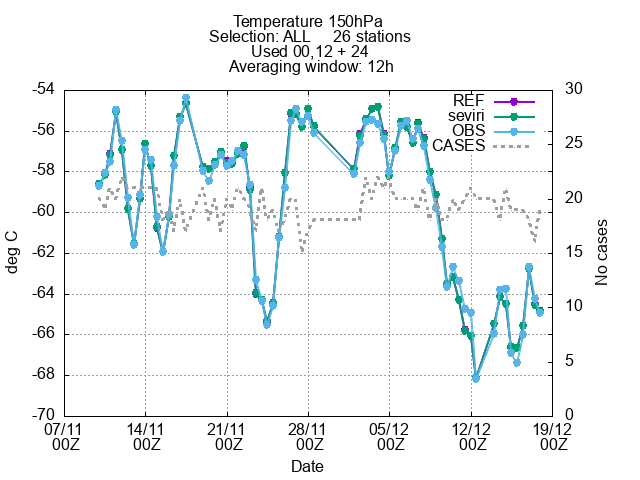 Temperature 150hPa
Selection: ALL 26 stations
Used 00,12 + 24
Averaging window: 12h
-54 30
REF
seviri
OBS
CASES
-56 25
-58 20
-60
-62 15
-64 10
-66
-68 5
-70 0
deg C
No cases
07/11 14/11 21/11 28/11 05/12 12/12 19/12
00Z 00Z 00Z 00Z 00Z 00Z 00Z
Date